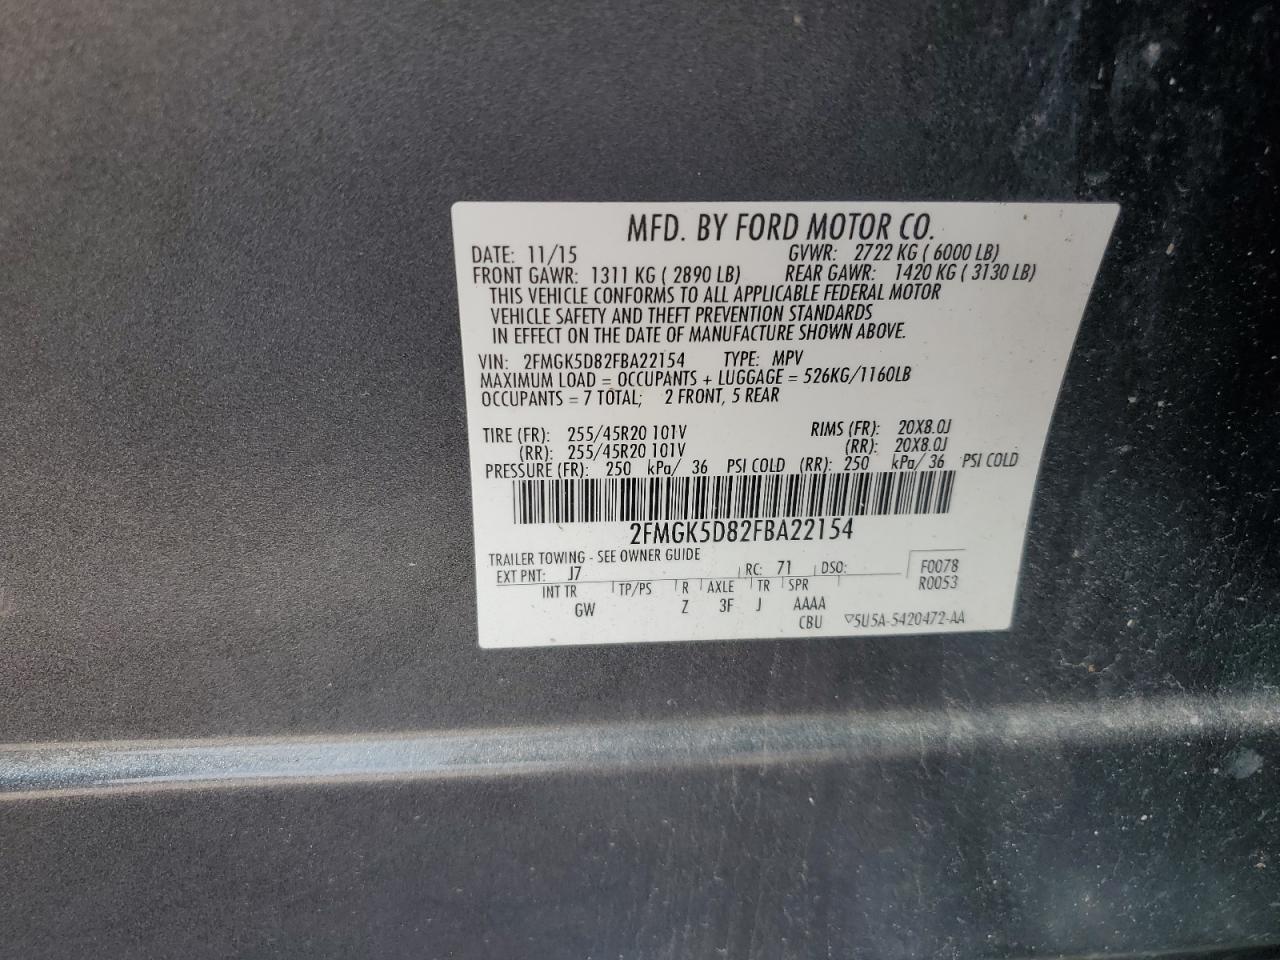 MFD. BY FORD MOTOR CO.
DATE: 11/15 GVWR: 2722 KG ( 6000 LB)
FRONT GAWR: 1311 KG ( 2890 LB) REAR GAWR: 1420 KG ( 3130 LB)
THIS VEHICLE CONFORMS TO ALL APPLICABLE FEDERAL MOTOR
VEHICLE SAFETY AND THEFT PREVENTION STANDARDS
IN EFFECT ON THE DATE OF MANUFACTURE SHOWN ABOVE.
VIN: 2FMGK5D82FBA22154 TYPE: MPV
MAXIMUM LOAD = OCCUPANTS + LUGGAGE = 526KG/1160LB
OCCUPANTS = 7 TOTAL; 2 FRONT, 5 REAR
TIRE (FR): 255/45R20 101V RIMS (FR): 20X8.0J
(RR): 255/45R20 101V (RR): 20X8.0J
PRESSURE (FR): 250 kPa/ 36 PSI COLD (RR): 250 kPa/ 36 PSI COLD
2FMGK5D82FBA22154
TRAILER TOWING - SEE OWNER GUIDE
EXT PNT: J7 RC: 71 DSO: F0078
INT TR TP/PS R AXLE TR SPR R0053
GW Z 3F J AAAA
CBU ▽5U5A-5420472-AA